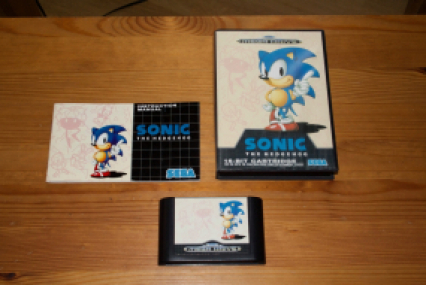 MEGA DRIVE
INSTRUCTION
MANUAL
SONIC
THE HEDGEHOG
SEGA
SONIC
THE HEDGEHOG
16-BIT CARTRIDGE
SEGA
MEGA DRIVE